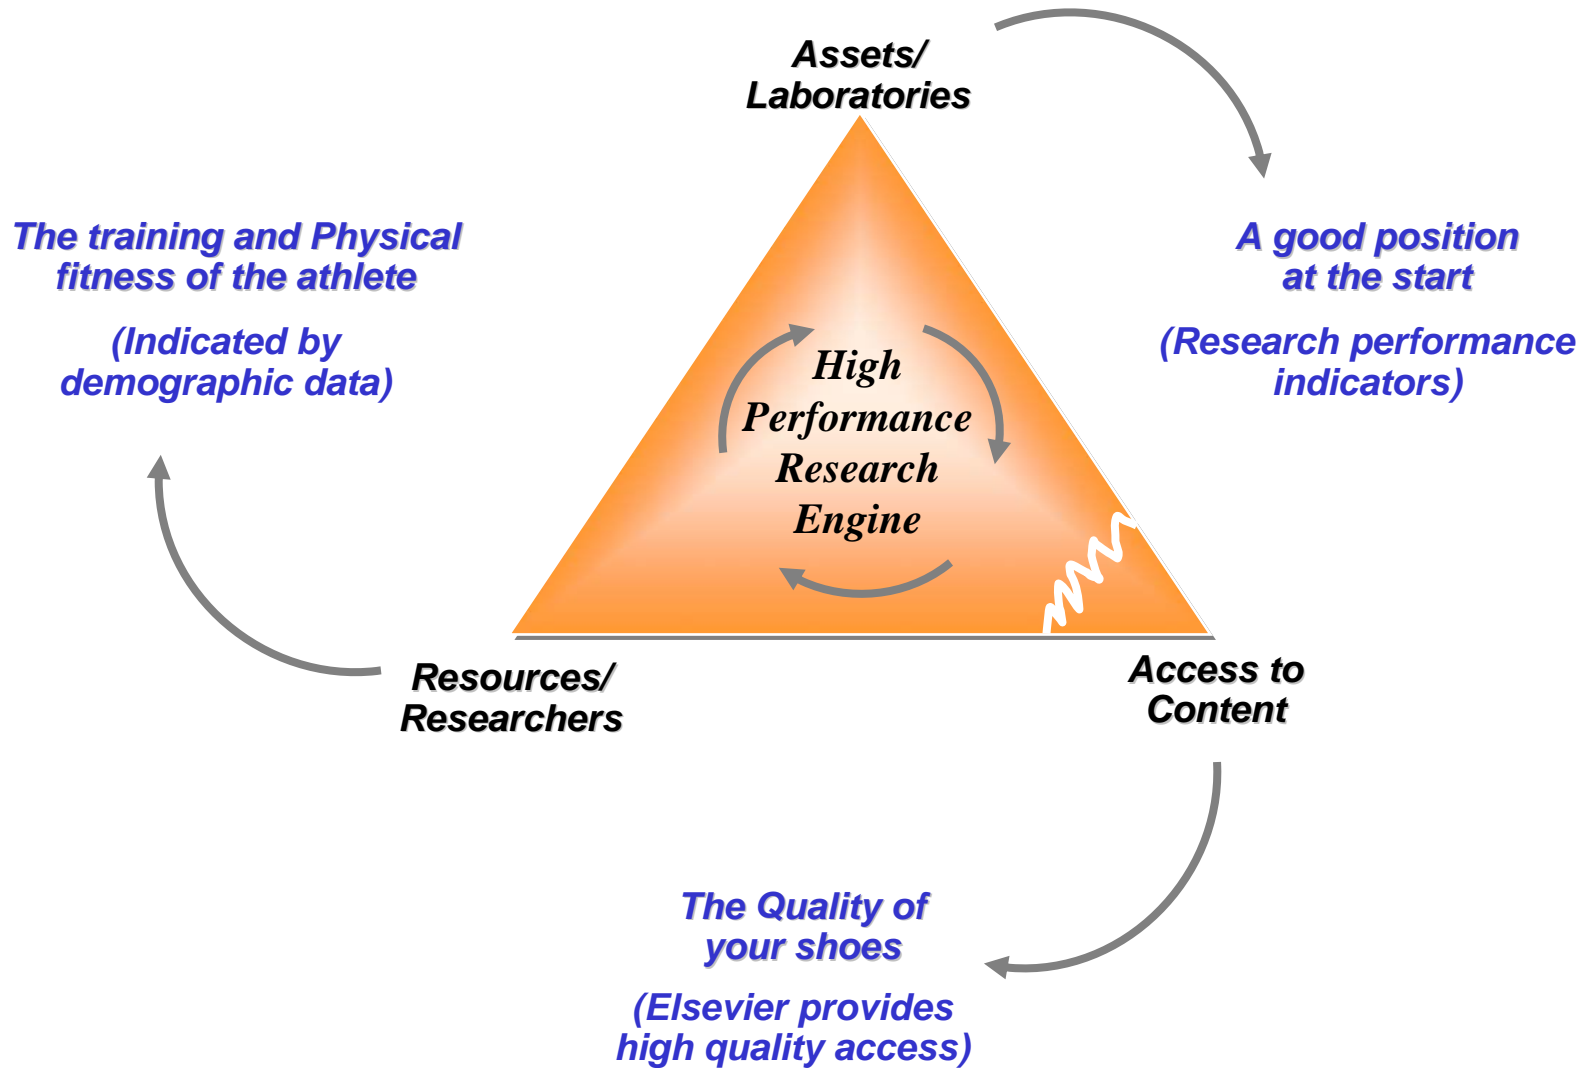 Assets/
Laboratories
The training and Physical
fitness of the athlete
(Indicated by
demographic data)
A good position
at the start
(Research performance
indicators)
High
Performance
Research
Engine
Resources/
Researchers
Access to
Content
The Quality of
your shoes
(Elsevier provides
high quality access)